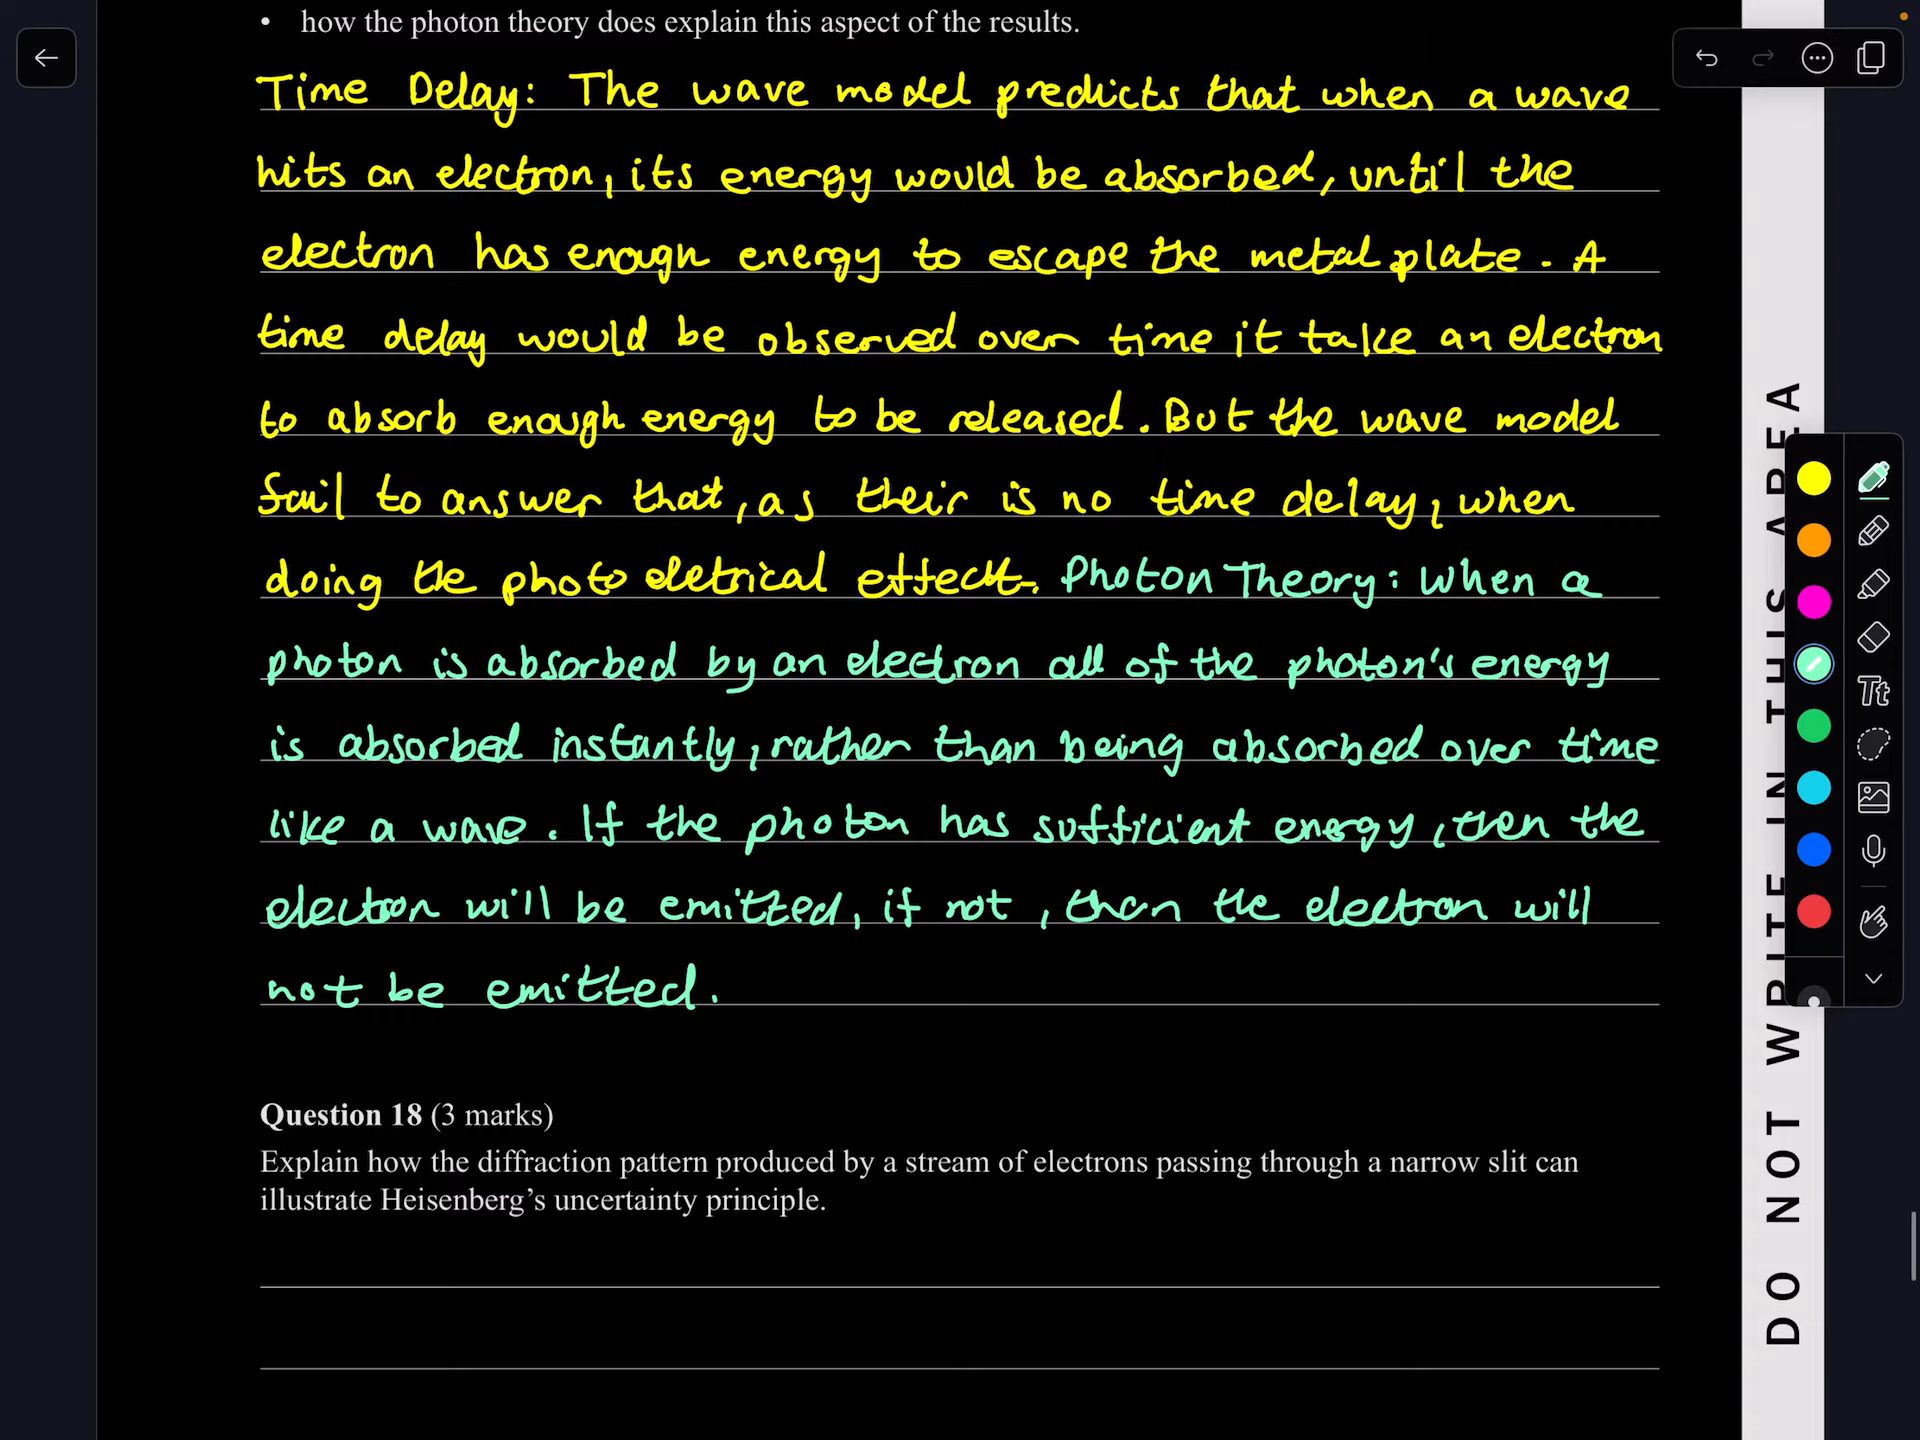 • how the photon theory does explain this aspect of the results.
Time Delay: The wave model predicts that when a wave
hits an electron, its energy would be absorbed, until the
electron has enough energy to escape the metal plate. A
time delay would be observed over time it take an electron
to absorb enough energy to be released. But the wave model
fail to answer that, as their is no time delay, when
doing the photo eletrical effect. Photon Theory: When a
photon is absorbed by an electron all of the photon's energy
is absorbed instantly, rather than being absorbed over time
like a wave. If the photon has sufficient energy, then the
electron will be emitted, if not, than the electron will
not be emitted.
Question 18 (3 marks)
Explain how the diffraction pattern produced by a stream of electrons passing through a narrow slit can
illustrate Heisenberg's uncertainty principle.
DO NOT WRITE IN THIS AREA
Tt